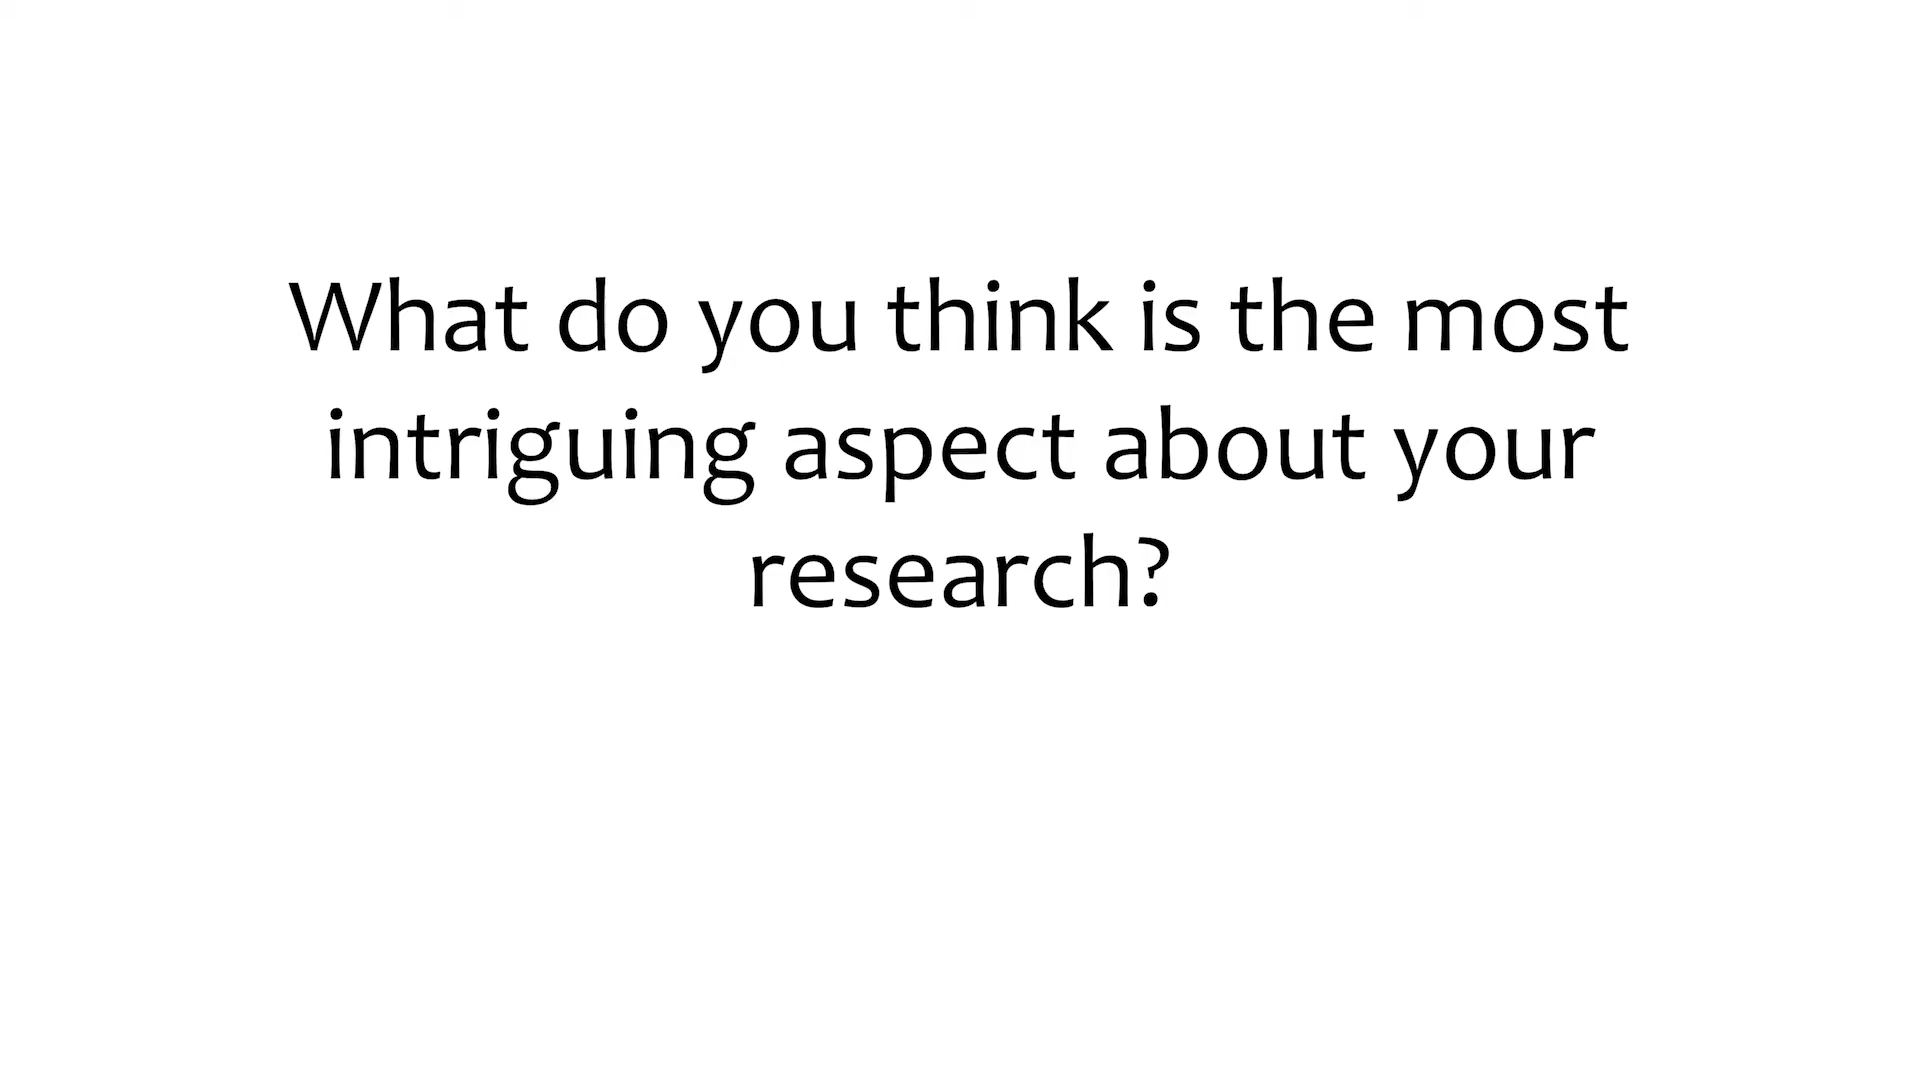 What do you think is the most
intriguing aspect about your
research?